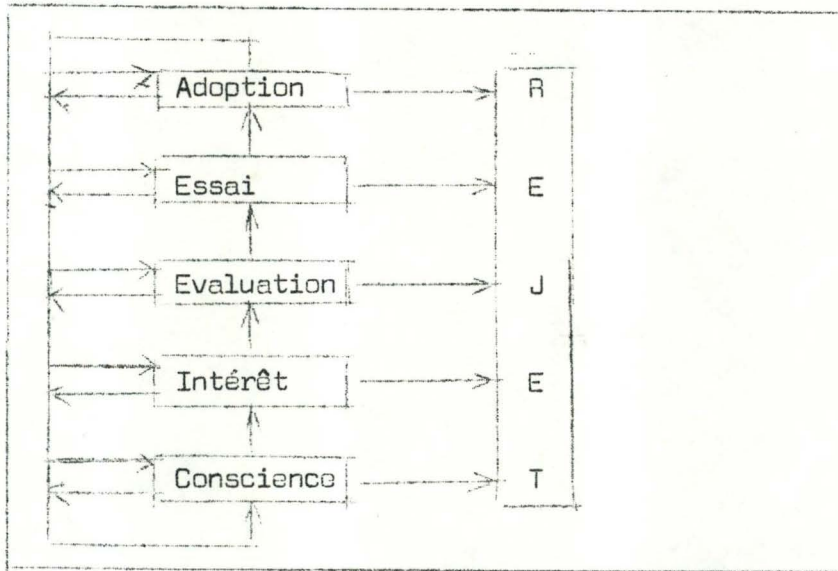 Adoption R
Essai E
Evaluation J
Intérêt E
Conscience T